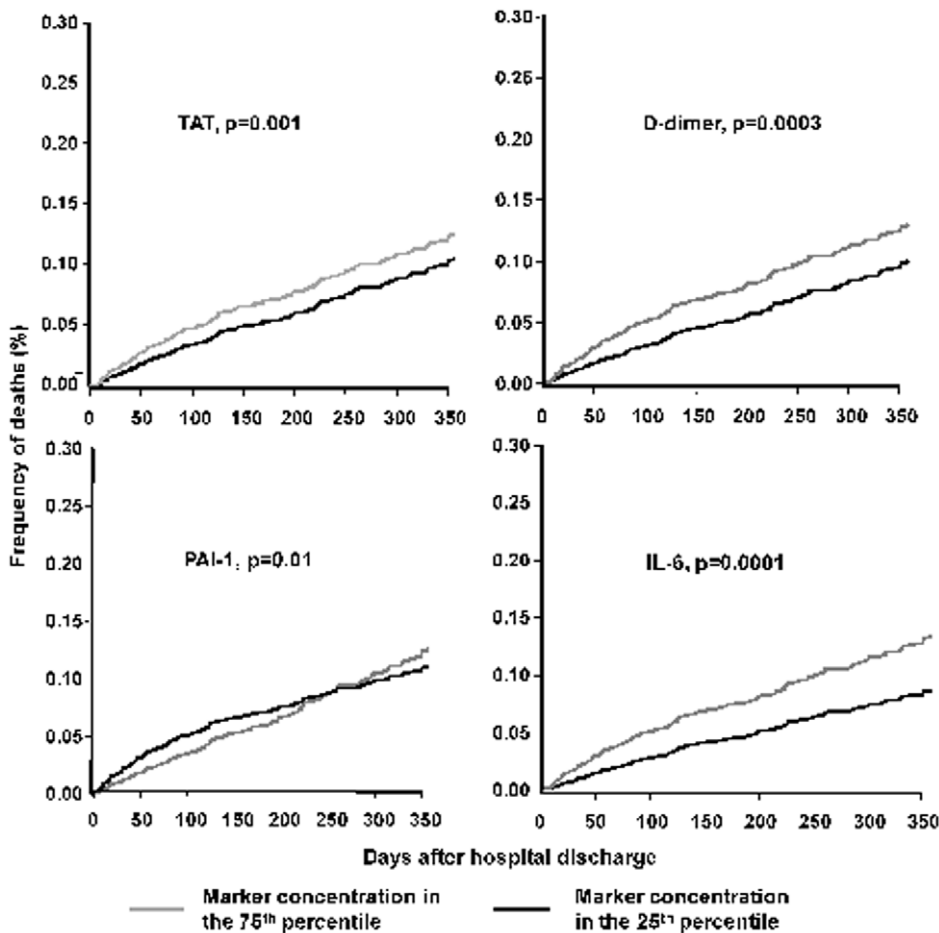 Frequency of deaths (%)
0.30
0.25
0.20
0.15
0.10
0.05
0.00
TAT, p=0.001
0 50 100 150 200 250 300 350
0.30
0.25
0.20
0.15
0.10
0.05
0.00
D-dimer, p=0.0003
0 50 100 150 200 250 300 350
0.30
0.25
0.20
0.15
0.10
0.05
0.00
PAI-1, p=0.01
0 50 100 150 200 250 300 350
0.30
0.25
0.20
0.15
0.10
0.05
0.00
IL-6, p=0.0001
0 50 100 150 200 250 300 350
Days after hospital discharge
Marker concentration in
the 75th percentile
Marker concentration
in the 25th percentile